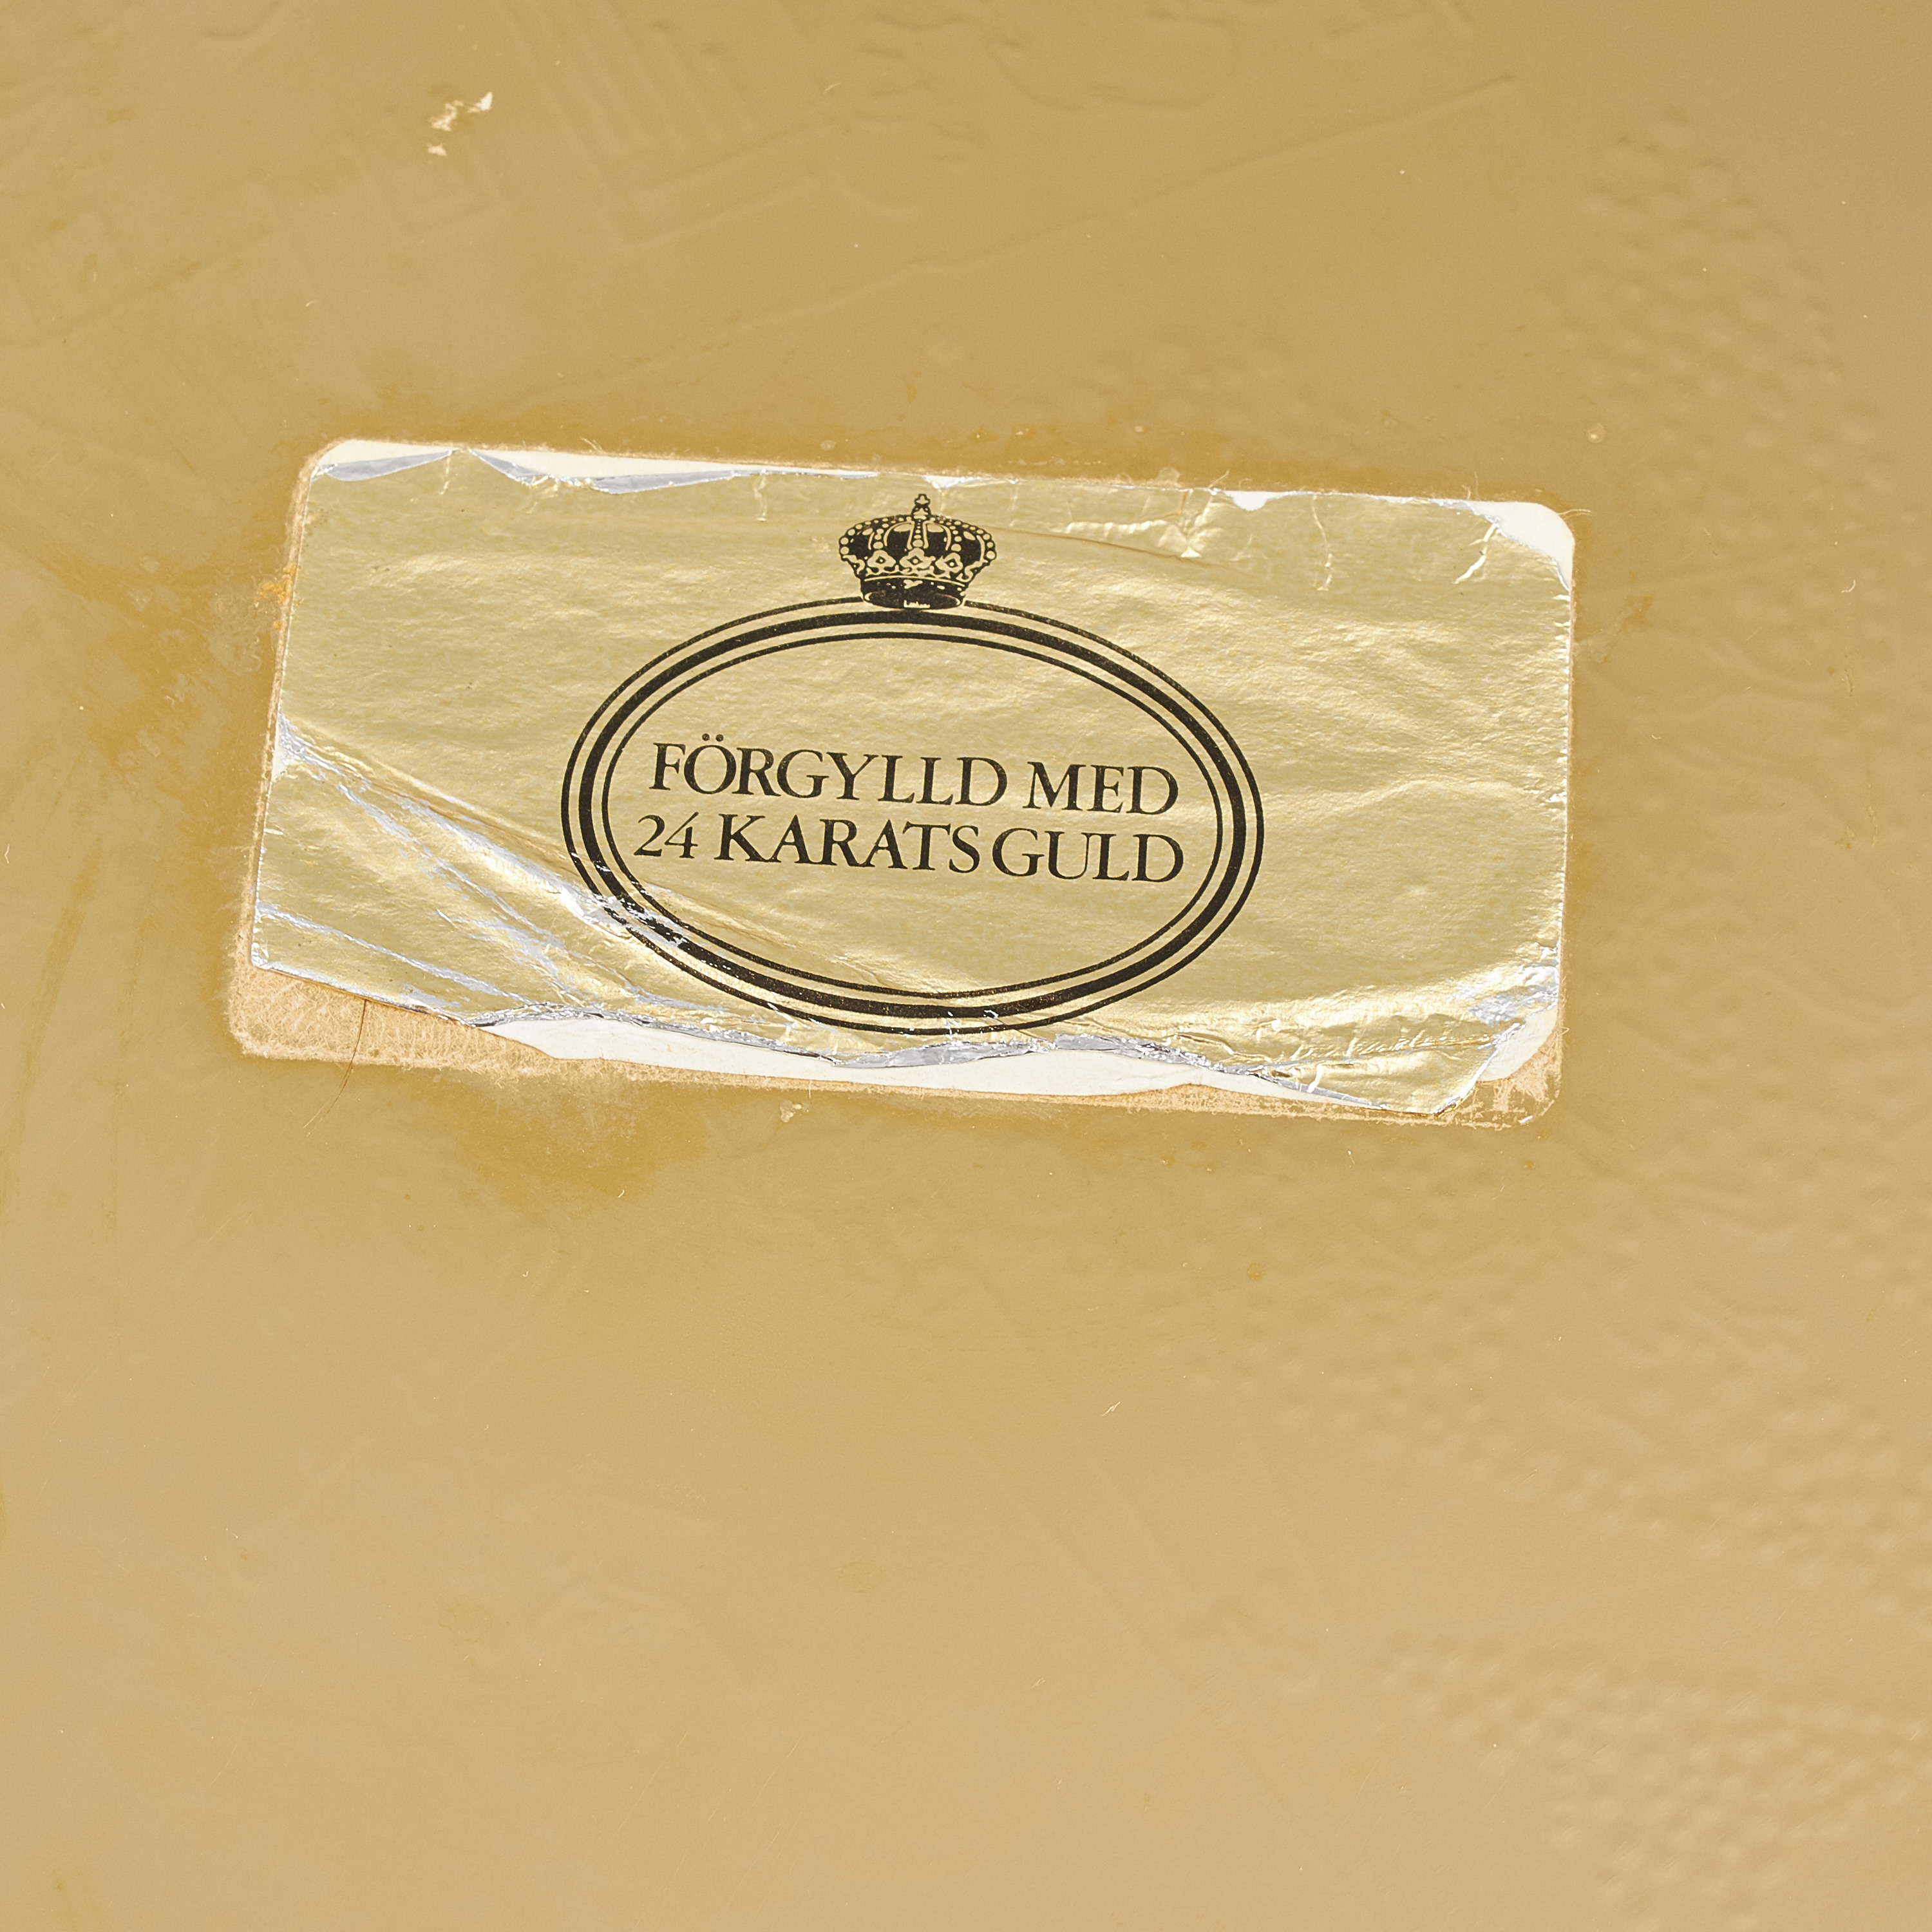 FÖRGYLLD MED
24 KARATS GULD